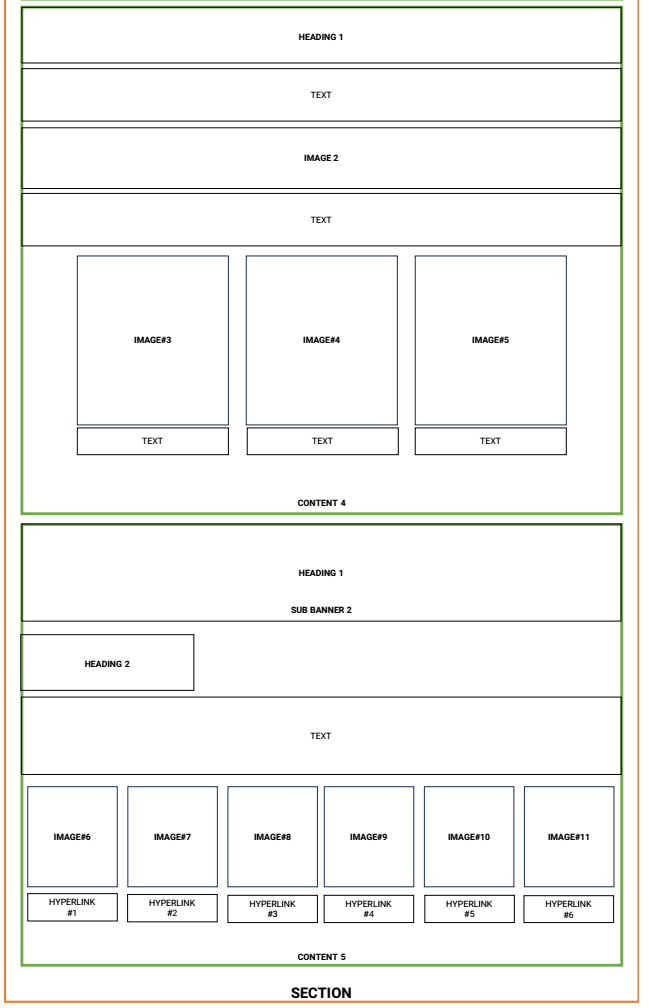 HEADING 1
TEXT
IMAGE 2
TEXT
IMAGE#3
IMAGE#4
IMAGE#5
TEXT
TEXT
TEXT
CONTENT 4
HEADING 1
SUB BANNER 2
HEADING 2
TEXT
IMAGE#6
IMAGE#7
IMAGE#8
IMAGE#9
IMAGE#10
IMAGE#11
HYPERLINK
#1
HYPERLINK
#2
HYPERLINK
#3
HYPERLINK
#4
HYPERLINK
#5
HYPERLINK
#6
CONTENT 5
SECTION